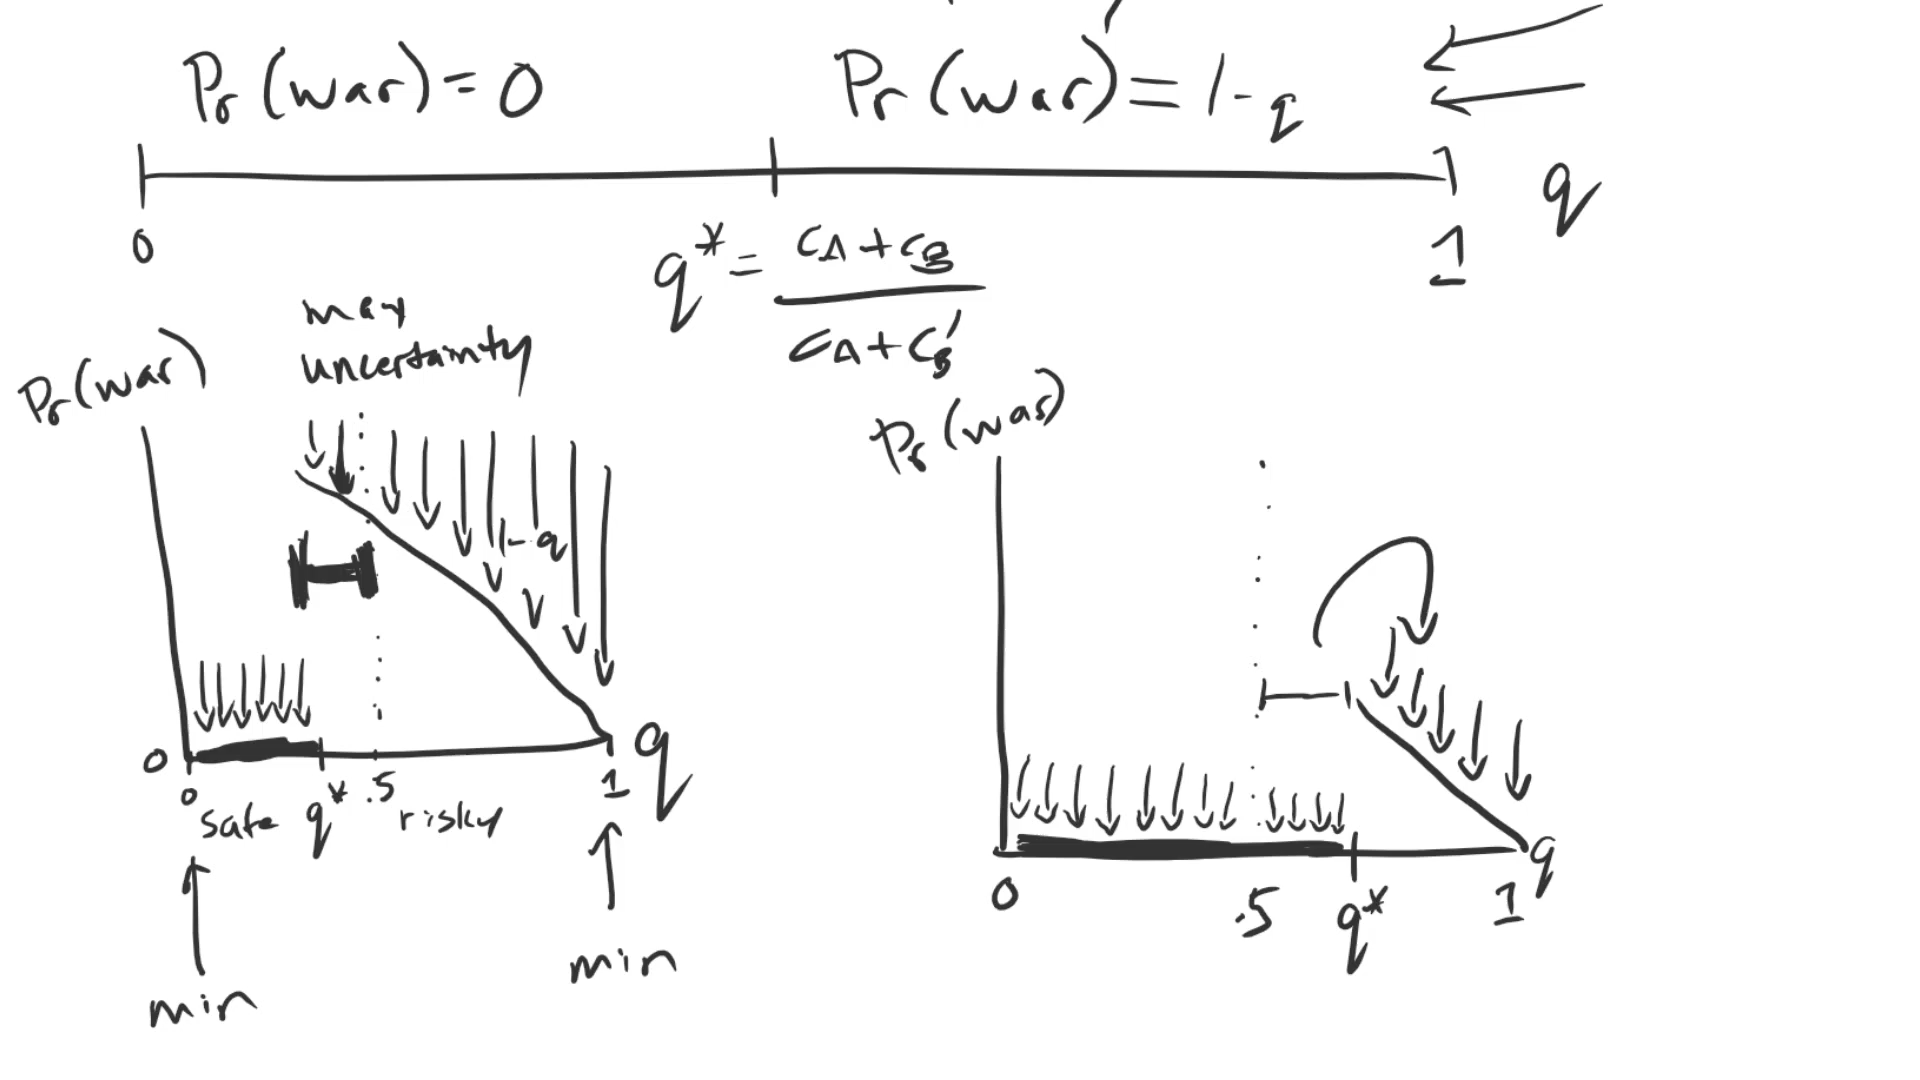 Pr(war) = 0
Pr(war) = 1-q
0
1
q
q* = cA + cB
cA + cB'
max
uncertainty
Pr(war)
1-q
0
0
safe
q*
.5
risky
1
q
min
min
Pr(war)
0
.5
q*
1
q